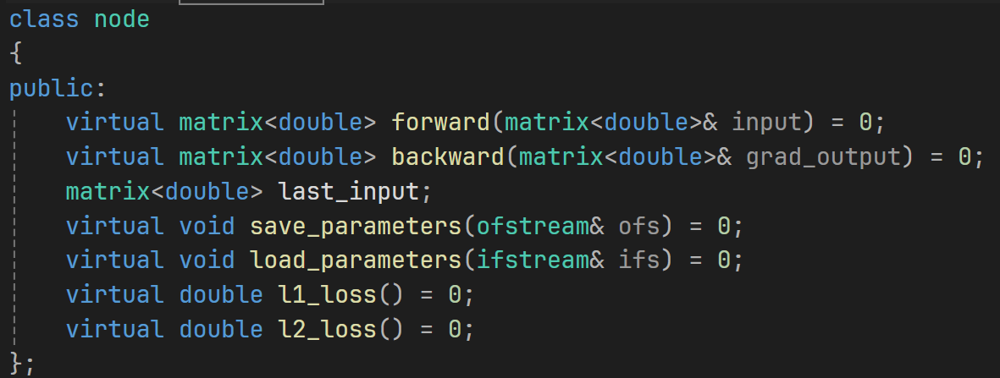 class node
{
public:
    virtual matrix<double> forward(matrix<double>& input) = 0;
    virtual matrix<double> backward(matrix<double>& grad_output) = 0;
    matrix<double> last_input;
    virtual void save_parameters(ofstream& ofs) = 0;
    virtual void load_parameters(ifstream& ifs) = 0;
    virtual double l1_loss() = 0;
    virtual double l2_loss() = 0;
};